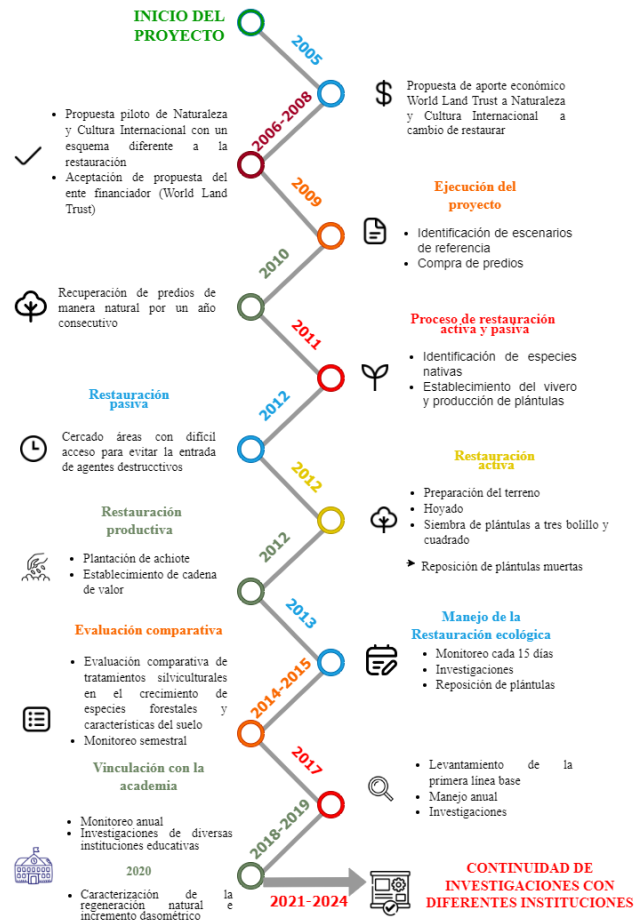 INICIO DEL
PROYECTO
2005
Propuesta de aporte económico
World Land Trust a Naturaleza
y Cultura Internacional a
cambio de restaurar
2006-2008
• Propuesta piloto de Naturaleza
y Cultura Internacional con un
esquema diferente a la
restauración
• Aceptación de propuesta del
ente financiador (World Land
Trust)
2009
Ejecución del
proyecto
• Identificación de escenarios
de referencia
• Compra de predios
2010
Recuperación de predios de
manera natural por un año
consecutivo
2011
Proceso de restauración
activa y pasiva
• Identificación de especies
nativas
• Establecimiento del vivero
y producción de plántulas
2012
Restauración
pasiva
Cercado áreas con difícil
acceso para evitar la entrada
de agentes destrucctivos
2012
Restauración
activa
• Preparación del terreno
• Hoyado
• Siembra de plántulas a tres bolillo y
cuadrado
Reposición de plántulas muertas
2012
Restauración
productiva
• Plantación de achiote
• Establecimiento de cadena
de valor
2013
Manejo de la
Restauración ecológica
• Monitoreo cada 15 días
• Investigaciones
• Reposición de plántulas
2014-2015
Evaluación comparativa
• Evaluación comparativa de
tratamientos silviculturales
en el crecimiento de
especies forestales y
características del suelo
• Monitoreo semestral
2017
• Levantamiento de la
primera línea base
• Manejo anual
• Investigaciones
2018-2019
Vinculación con la
academia
• Monitoreo anual
• Investigaciones de diversas
instituciones educativas
2020
• Caracterización de la
regeneración natural e
incremento dasométrico
2021-2024
CONTINUIDAD DE
INVESTIGACIONES CON
DIFERENTES INSTITUCIONES